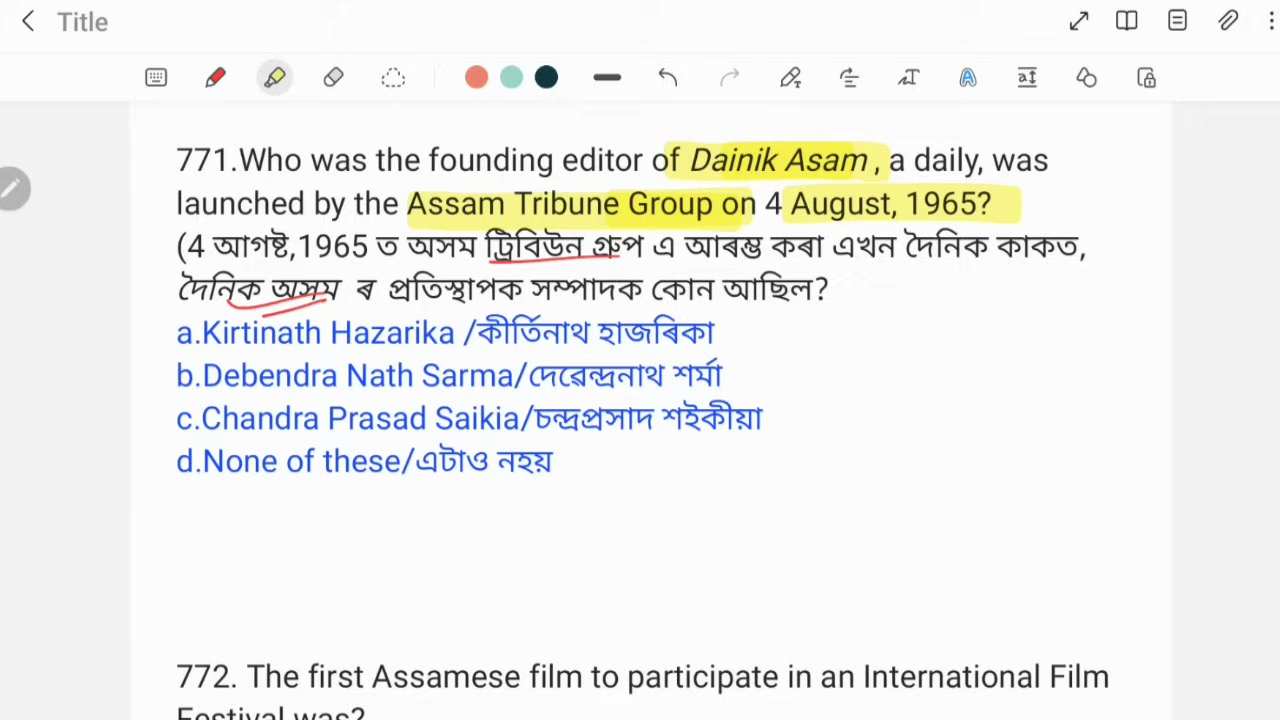 Title
771.Who was the founding editor of Dainik Asam , a daily, was
launched by the Assam Tribune Group on 4 August, 1965?
(4 আগষ্ট,1965 ত অসম ট্ৰিবিউন গ্ৰুপ এ আৰম্ভ কৰা এখন দৈনিক কাকত,
দৈনিক অসম ৰ প্ৰতিস্থাপক সম্পাদক কোন আছিল?
a.Kirtinath Hazarika /কীৰ্তিনাথ হাজৰিকা
b.Debendra Nath Sarma/দেৱেন্দ্ৰনাথ শৰ্মা
c.Chandra Prasad Saikia/চন্দ্ৰপ্ৰসাদ শইকীয়া
d.None of these/এটাও নহয়
772. The first Assamese film to participate in an International Film
Festival was?